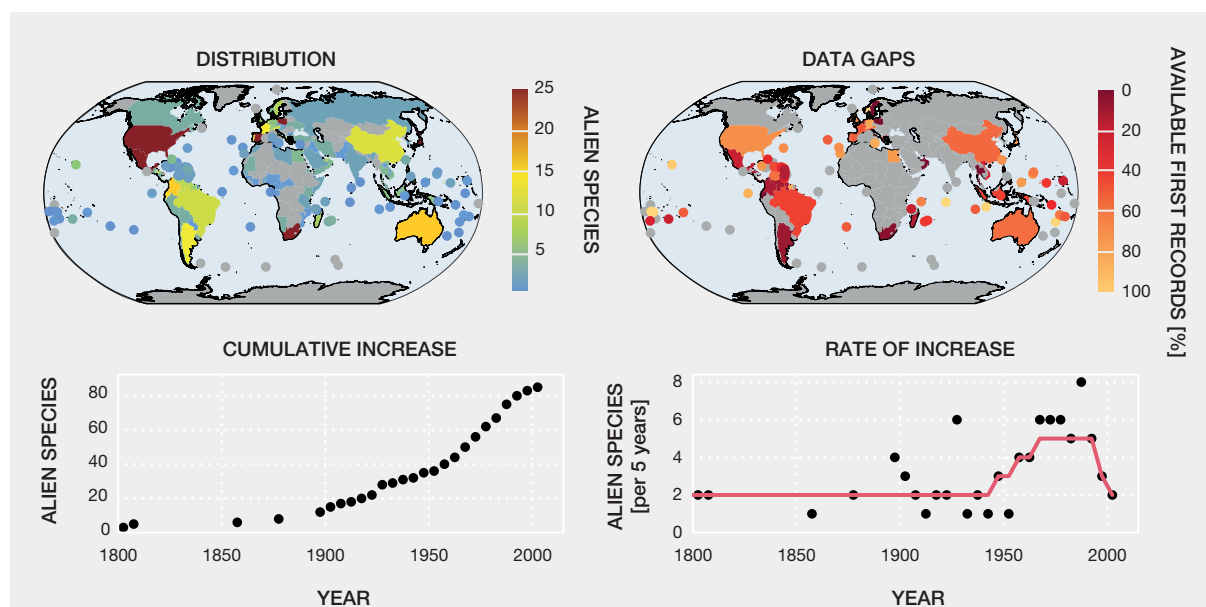 DISTRIBUTION
25
20
15
10
5
ALIEN SPECIES
DATA GAPS
0
20
40
60
80
100
AVAILABLE FIRST RECORDS [%]
CUMULATIVE INCREASE
ALIEN SPECIES
80
60
40
20
0
1800 1850 1900 1950 2000
YEAR
RATE OF INCREASE
ALIEN SPECIES
[per 5 years]
8
6
4
2
0
1800 1850 1900 1950 2000
YEAR